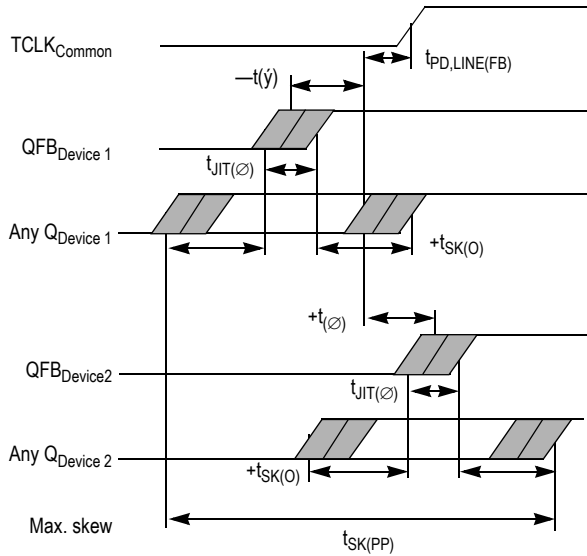 TCLKCommon
tPD,LINE(FB)
—t(ý)
QFBDevice 1
tJIT(∅)
Any QDevice 1
+tSK(O)
+t(∅)
QFBDevice2
tJIT(∅)
Any QDevice 2
+tSK(O)
Max. skew
tSK(PP)